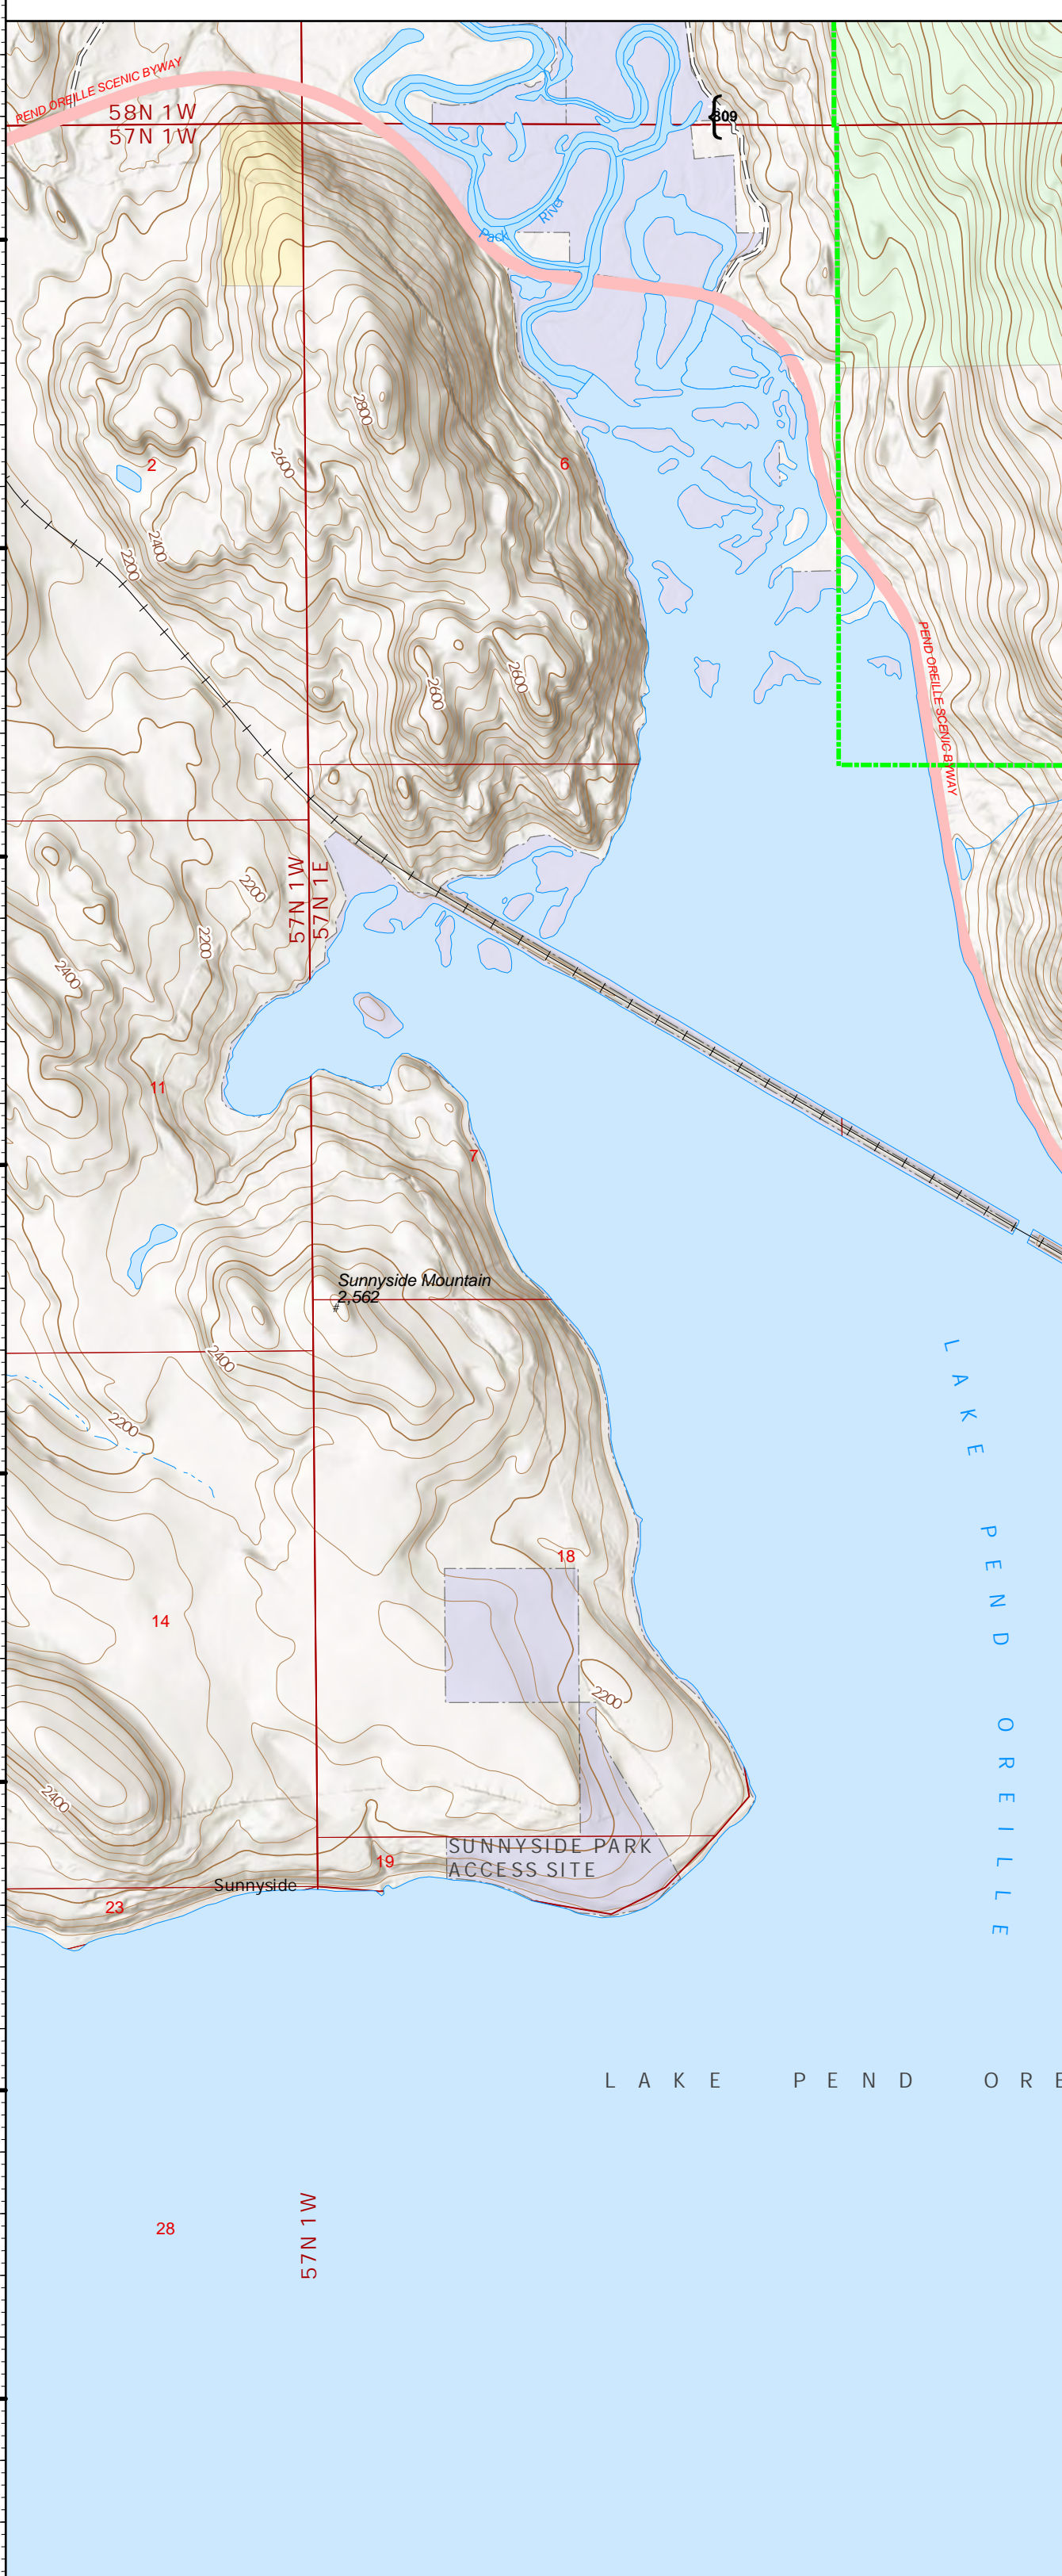 PEND OREILLE SCENIC BYWAY
58N 1W
57N 1W
309
Pack River
2800
2600
2
6
2400
2200
2600
2600
PEND OREILLE SCENIC BYWAY
57N 1W
57N 1E
2200
2200
2400
11
7
Sunnyside Mountain
2,562
2400
2200
LAKE PEND OREILLE
18
14
2200
2400
SUNNYSIDE PARK
ACCESS SITE
19
Sunnyside
23
LAKE PEND ORE
28
57N 1W